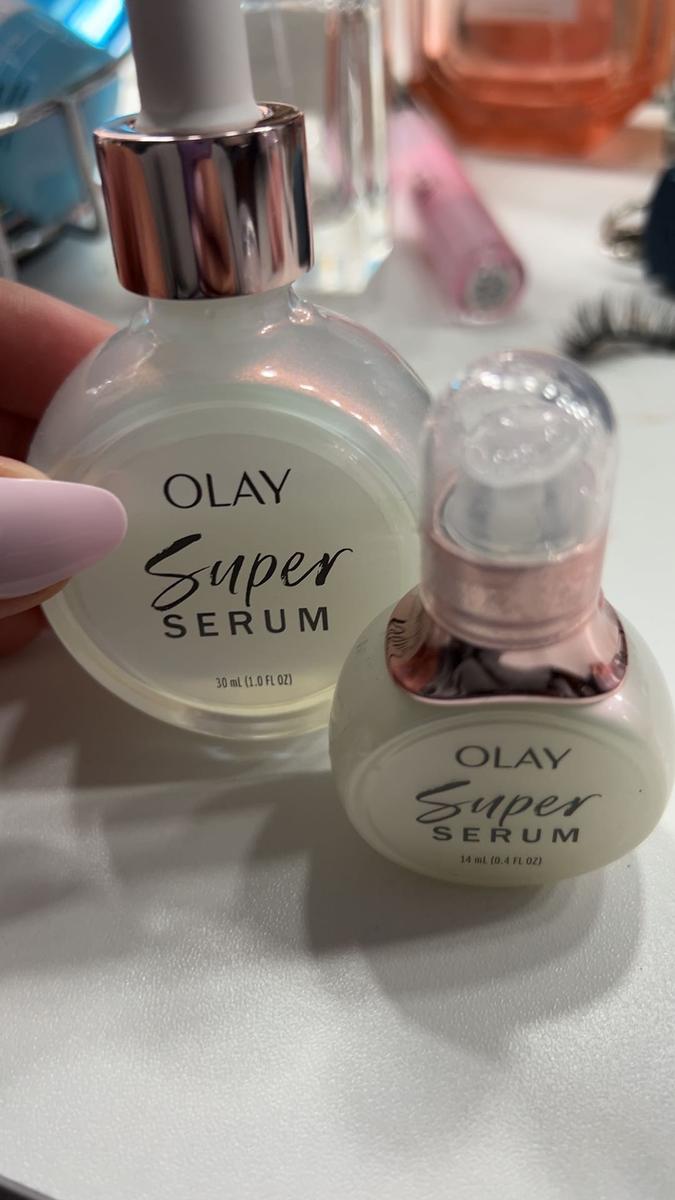 OLAY
Super
SERUM
30 mL (1.0 FL OZ)
OLAY
Super
SERUM
14 mL (0.4 FL OZ)